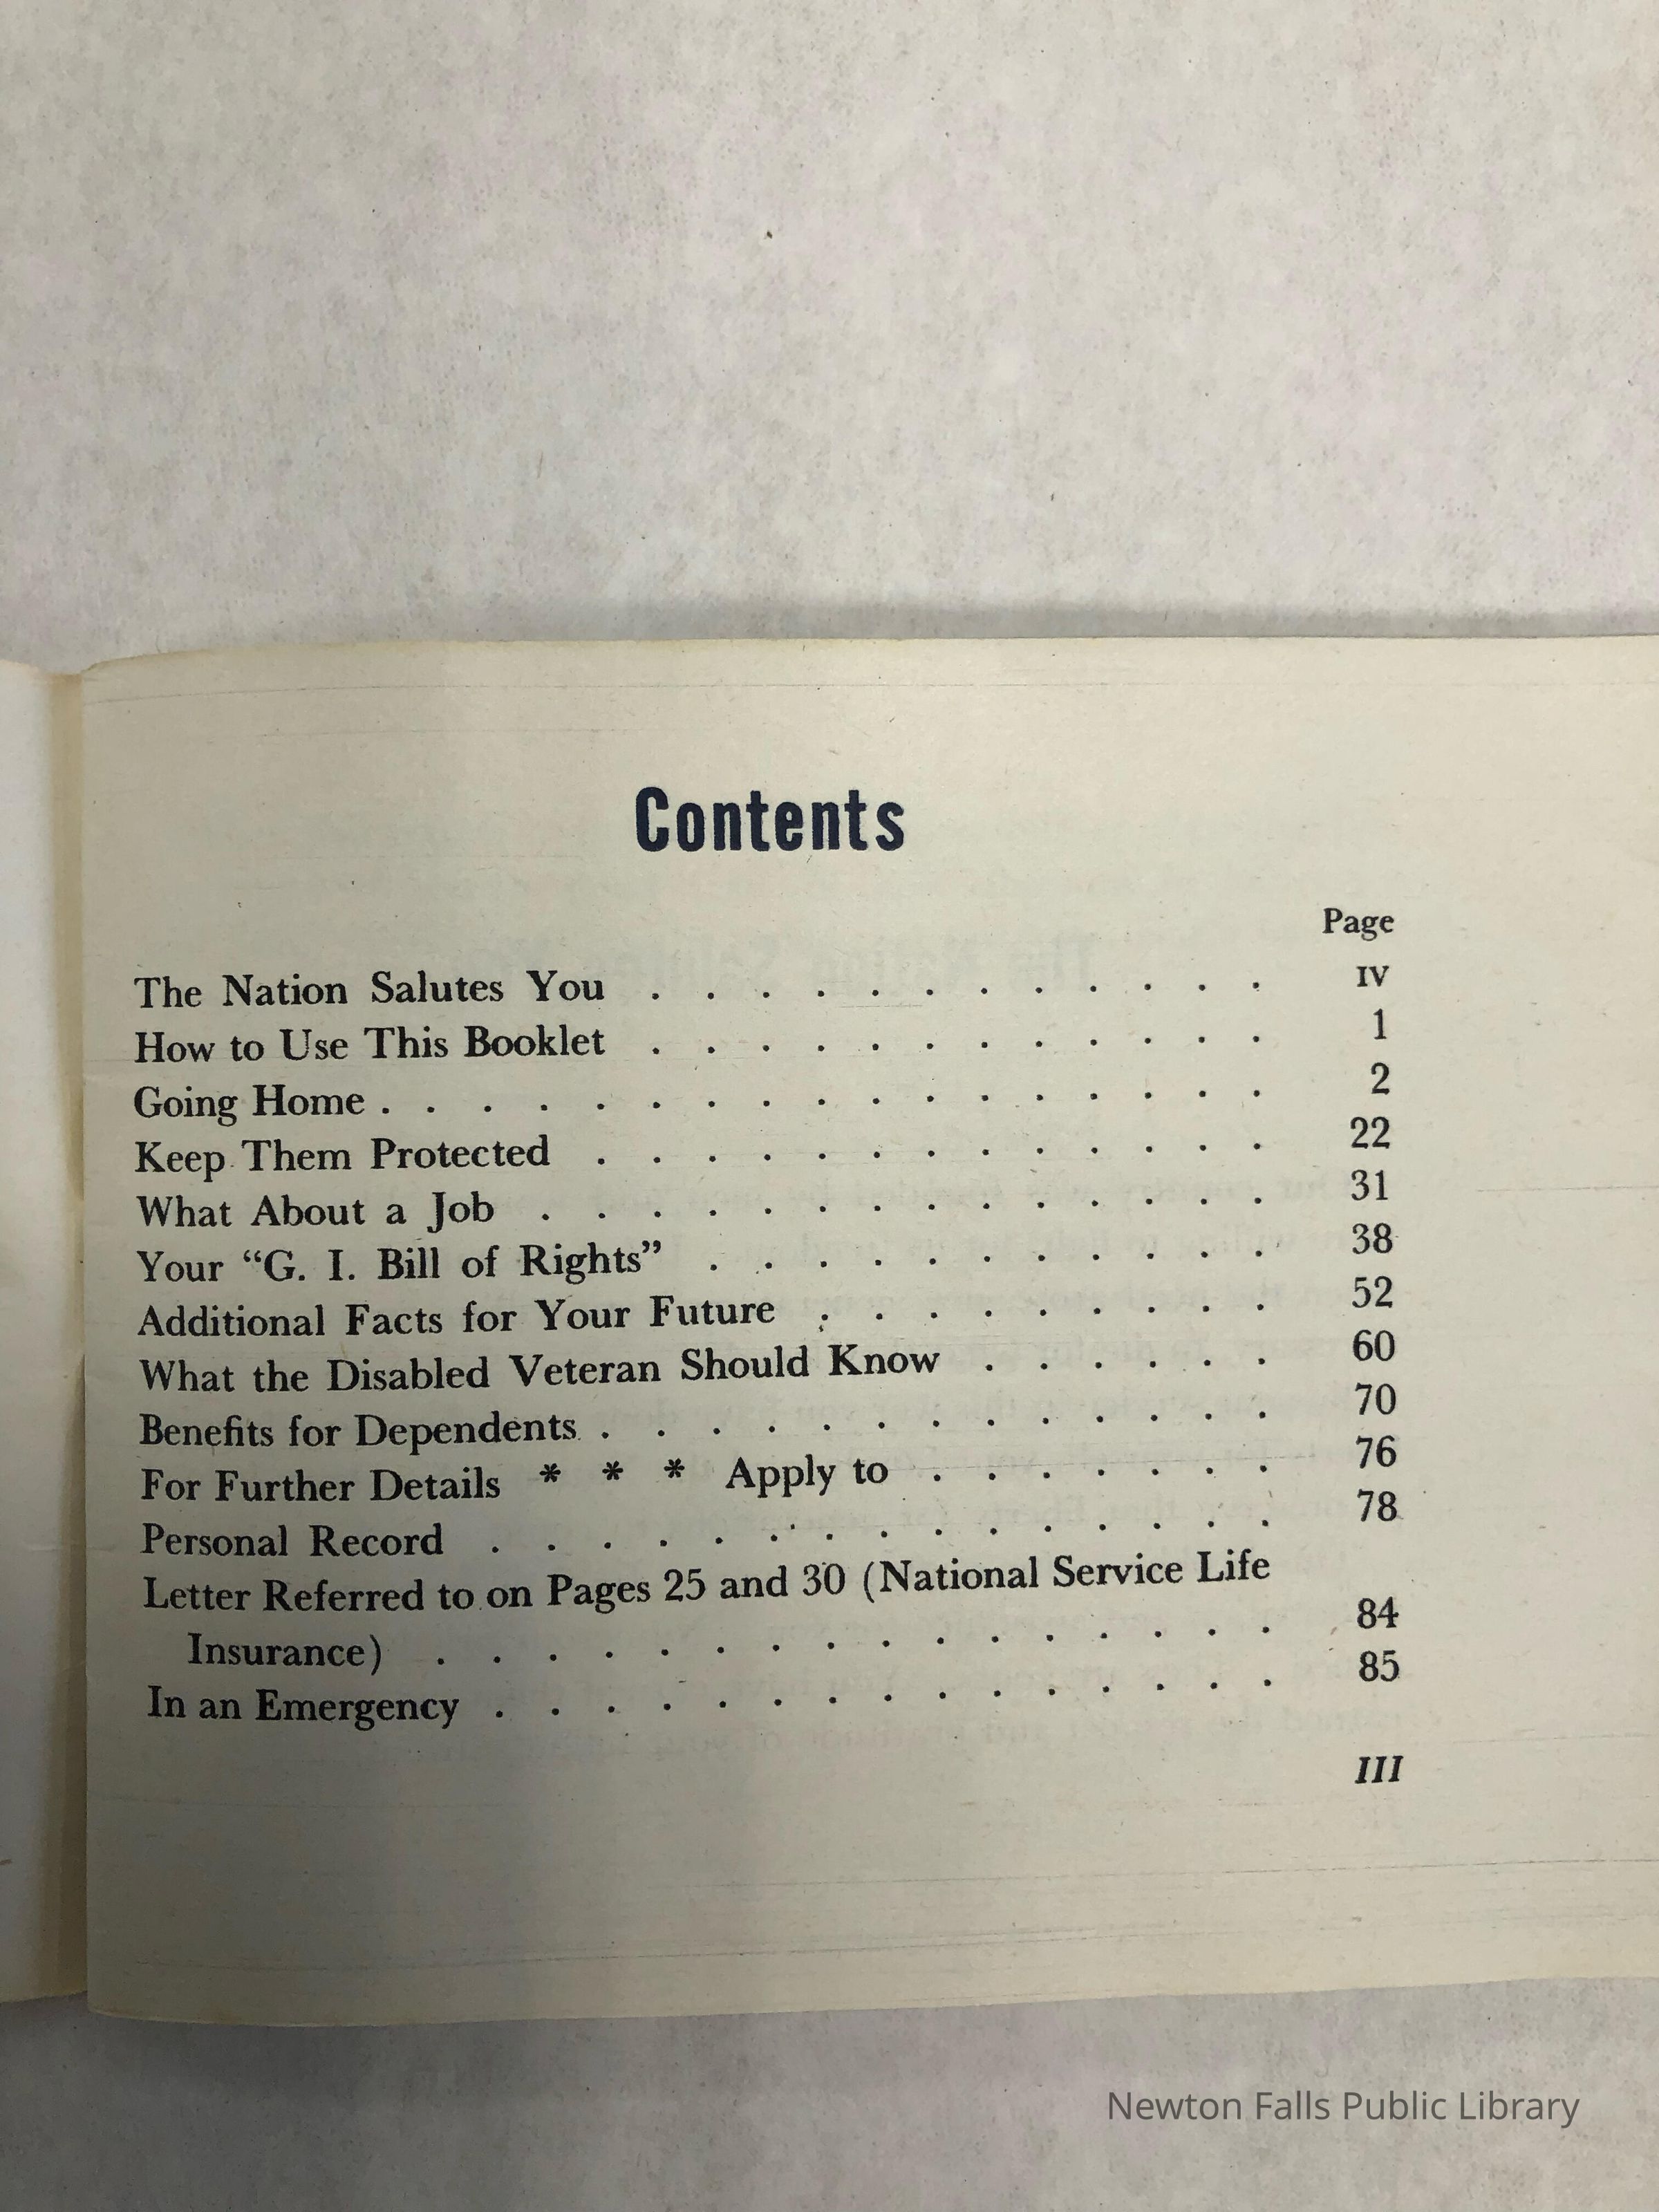 Contents
Page
The Nation Salutes You . . . . . . . . . . . . IV
How to Use This Booklet . . . . . . . . . . . . 1
Going Home . . . . . . . . . . . . . . . . . 2
Keep Them Protected . . . . . . . . . . . . . 22
What About a Job . . . . . . . . . . . . . . 31
Your “G. I. Bill of Rights” . . . . . . . . . . . 38
Additional Facts for Your Future . . . . . . . . . 52
What the Disabled Veteran Should Know . . . . . . 60
Benefits for Dependents . . . . . . . . . . . . . 70
For Further Details * * * Apply to . . . . . . . 76
Personal Record . . . . . . . . . . . . . . . 78
Letter Referred to on Pages 25 and 30 (National Service Life
Insurance) . . . . . . . . . . . . . . . . 84
In an Emergency . . . . . . . . . . . . . . . 85
III
Newton Falls Public Library